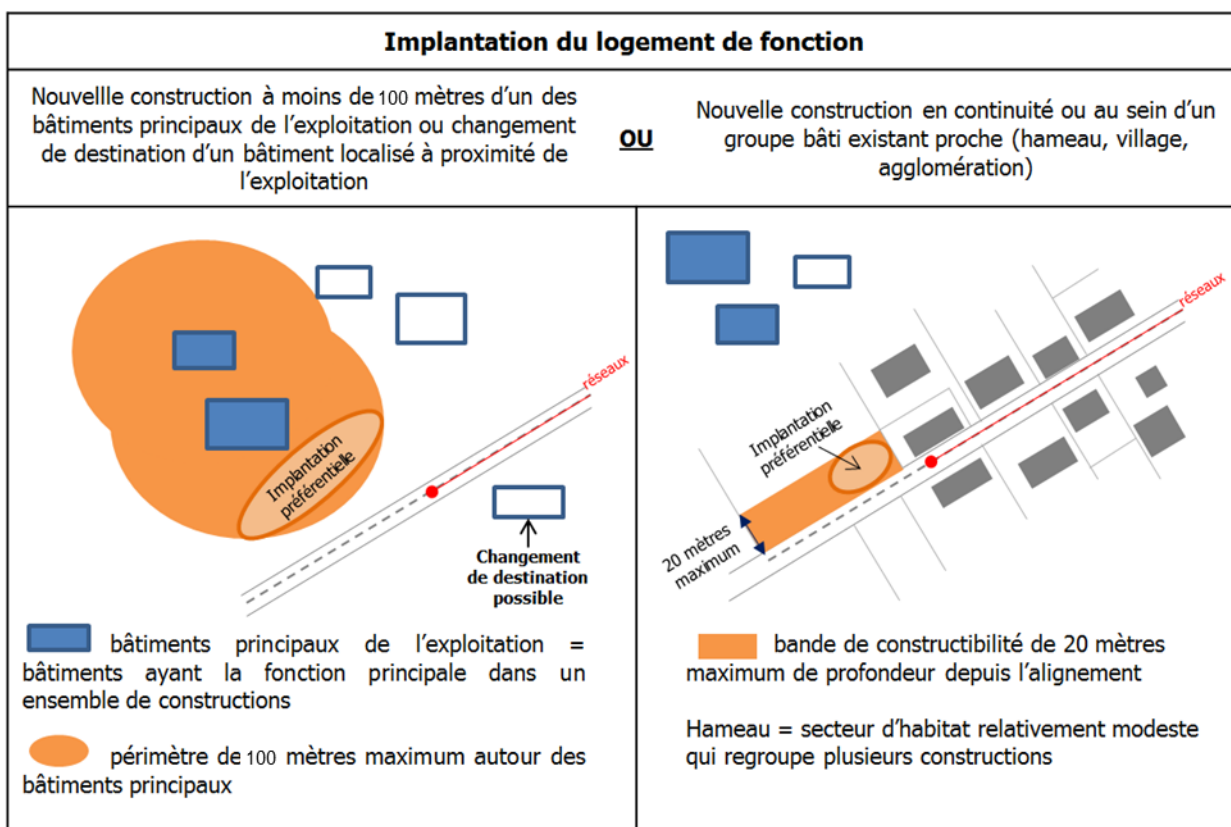 Implantation du logement de fonction
Nouvellle construction à moins de 100 mètres d'un des
bâtiments principaux de l'exploitation ou changement
de destination d'un bâtiment localisé à proximité de
l'exploitation
OU
Nouvelle construction en continuité ou au sein d'un
groupe bâti existant proche (hameau, village,
agglomération)
réseaux
Implantation
préférentielle
Changement
de destination
possible
bâtiments principaux de l'exploitation =
bâtiments ayant la fonction principale dans un
ensemble de constructions
périmètre de 100 mètres maximum autour des
bâtiments principaux
réseaux
Implantation
préférentielle
20 mètres
maximum
bande de constructibilité de 20 mètres
maximum de profondeur depuis l'alignement
Hameau = secteur d'habitat relativement modeste
qui regroupe plusieurs constructions